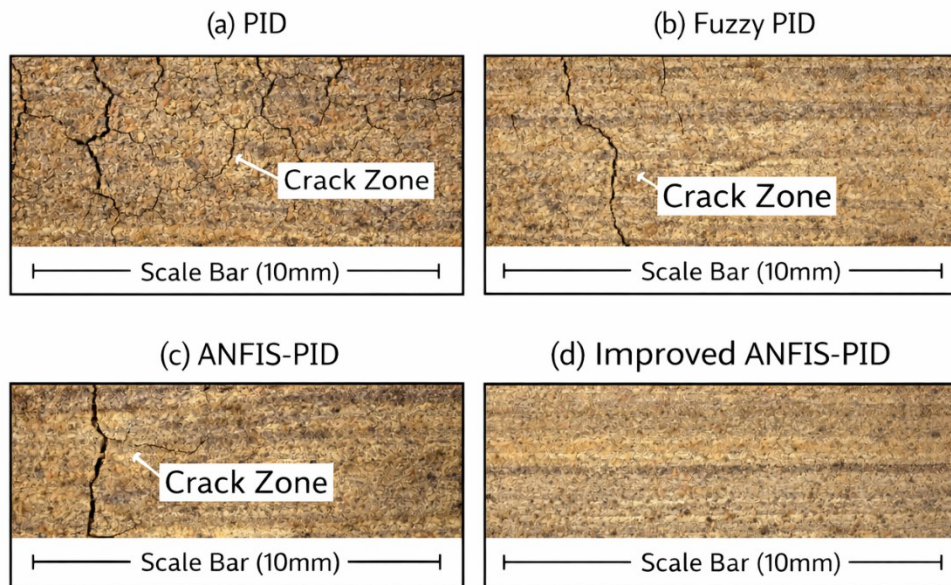 (a) PID
(b) Fuzzy PID
Crack Zone
Crack Zone
Scale Bar (10mm)
Scale Bar (10mm)
(c) ANFIS-PID
(d) Improved ANFIS-PID
Crack Zone
Scale Bar (10mm)
Scale Bar (10mm)